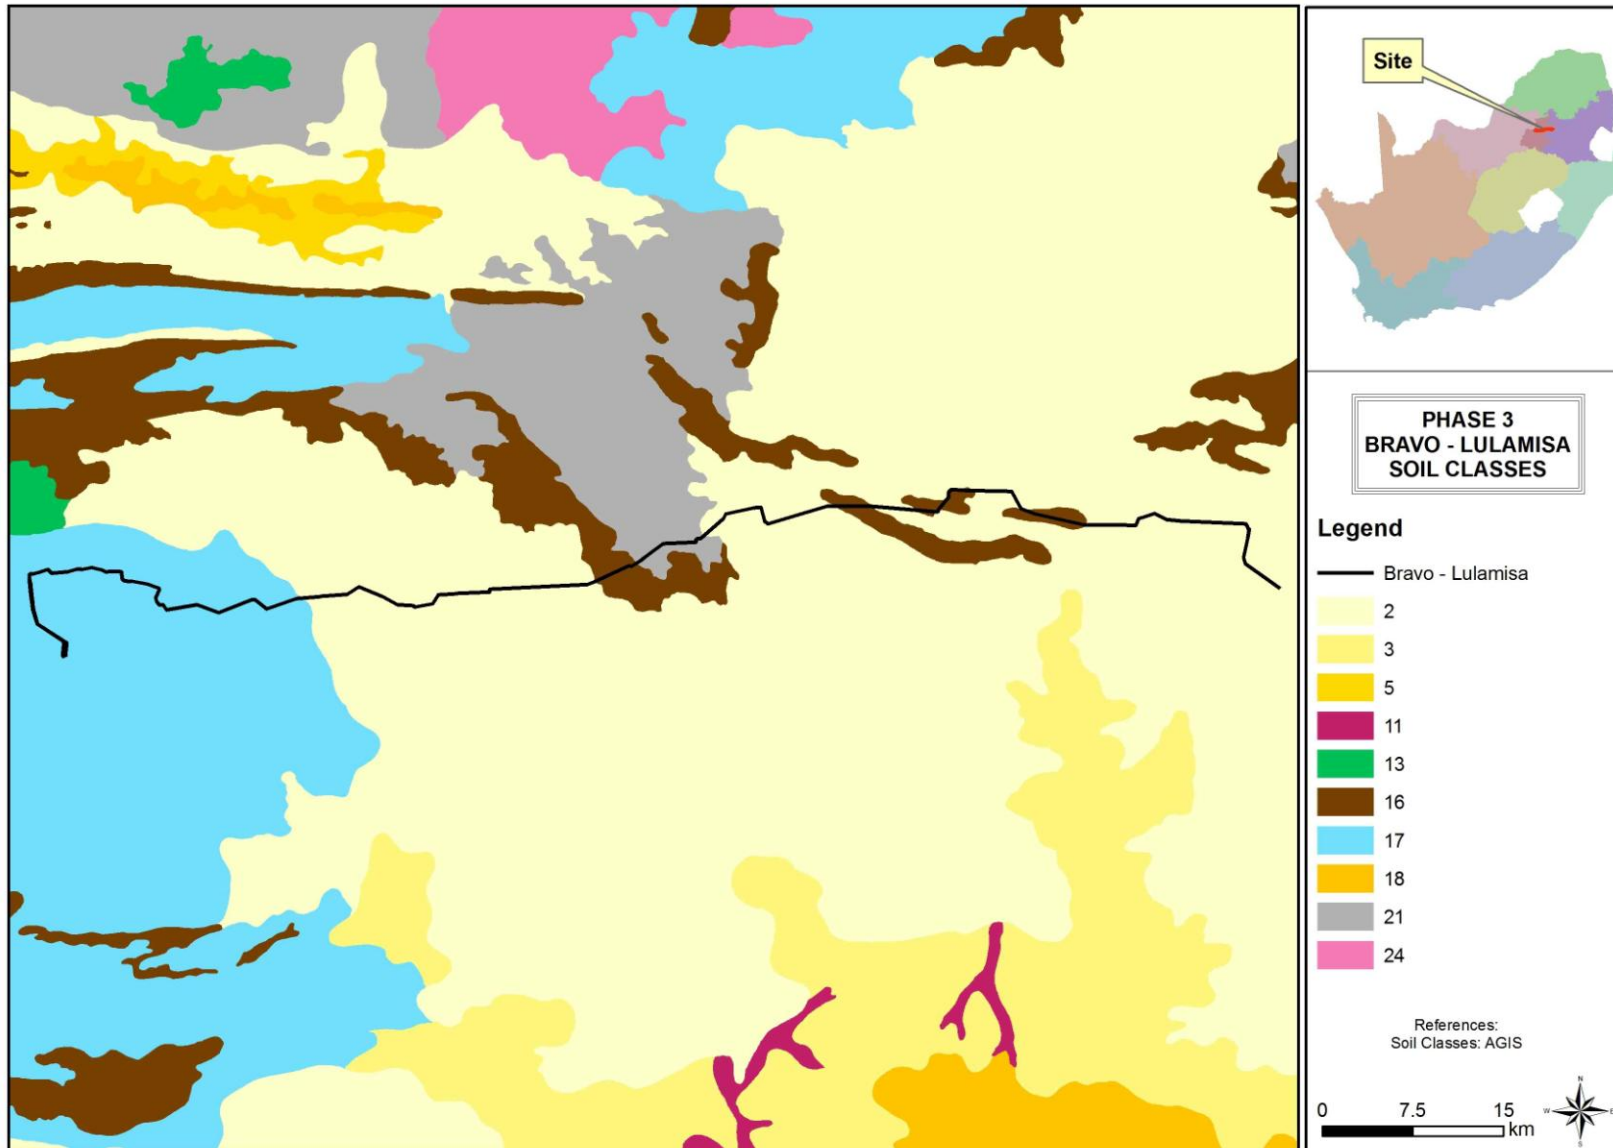 Site
PHASE 3
BRAVO - LULAMISA
SOIL CLASSES
Legend
Bravo - Lulamisa
2
3
5
11
13
16
17
18
21
24
References:
Soil Classes: AGIS
0 7.5 15
km
N
W E
S